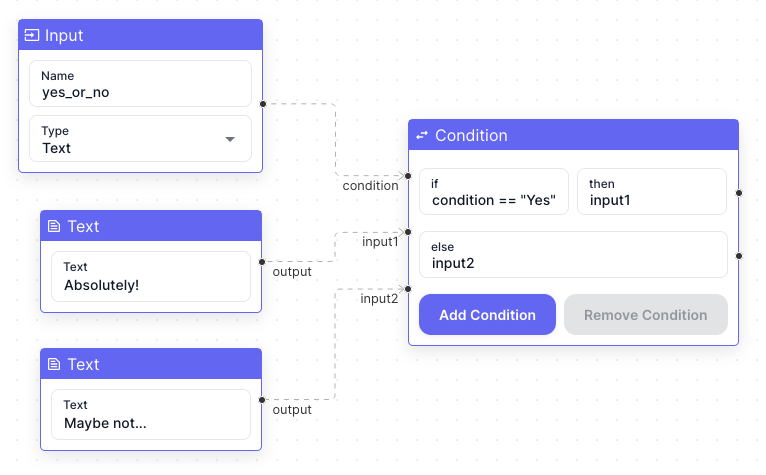 Input
Name
yes_or_no
Type
Text
Text
Text
Absolutely!
output
Text
Text
Maybe not...
output
condition
input1
input2
Condition
if
condition == "Yes"
then
input1
else
input2
Add Condition
Remove Condition